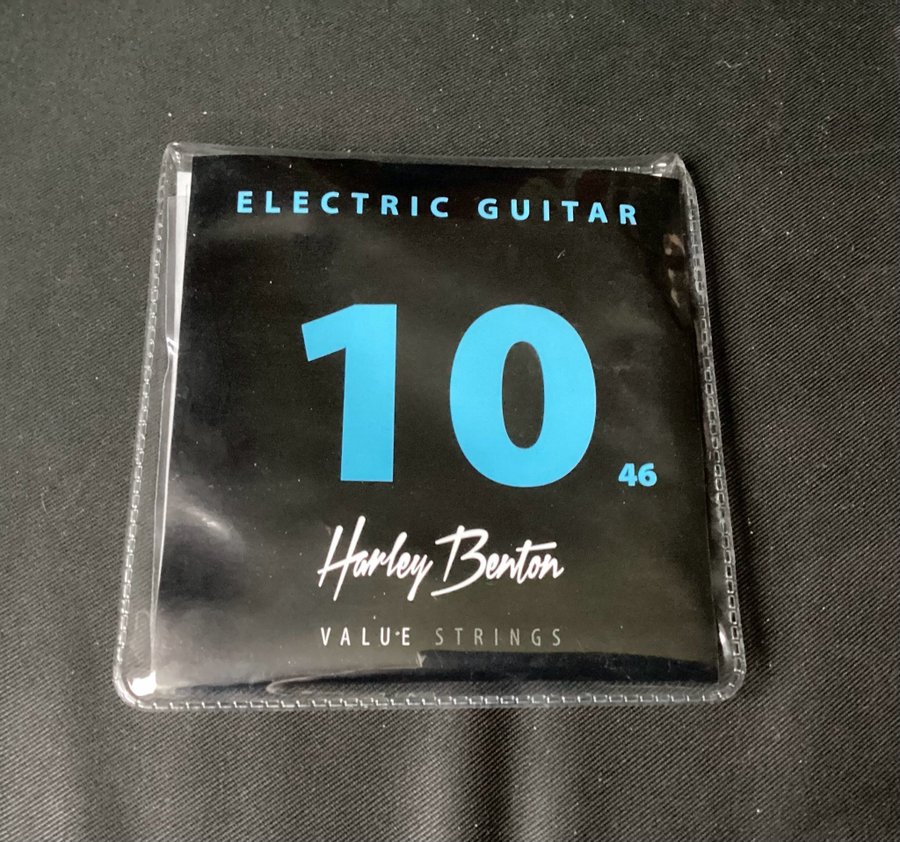 ELECTRIC GUITAR
10
46
Harley Benton
VALUE STRINGS